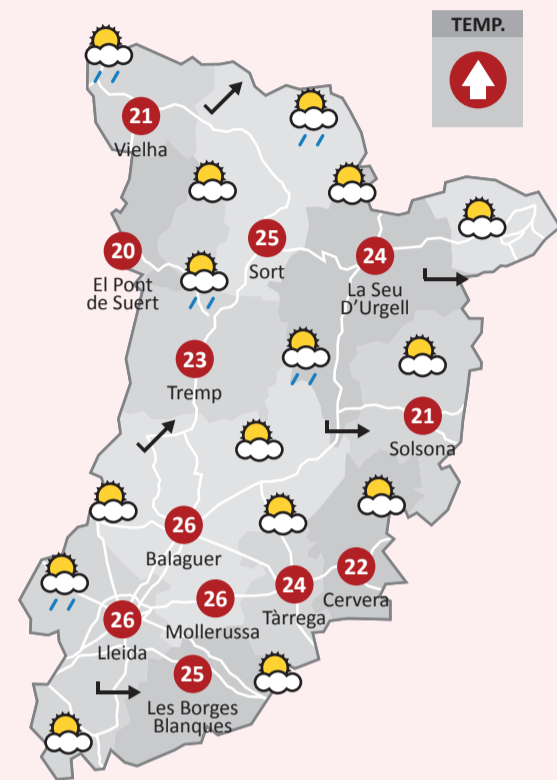 TEMP.
21
Vielha
20
El Pont
de Suert
25
Sort
24
La Seu
D'Urgell
23
Tremp
21
Solsona
26
Balaguer
22
Cervera
24
Tàrrega
26
Mollerussa
26
Lleida
25
Les Borges
Blanques